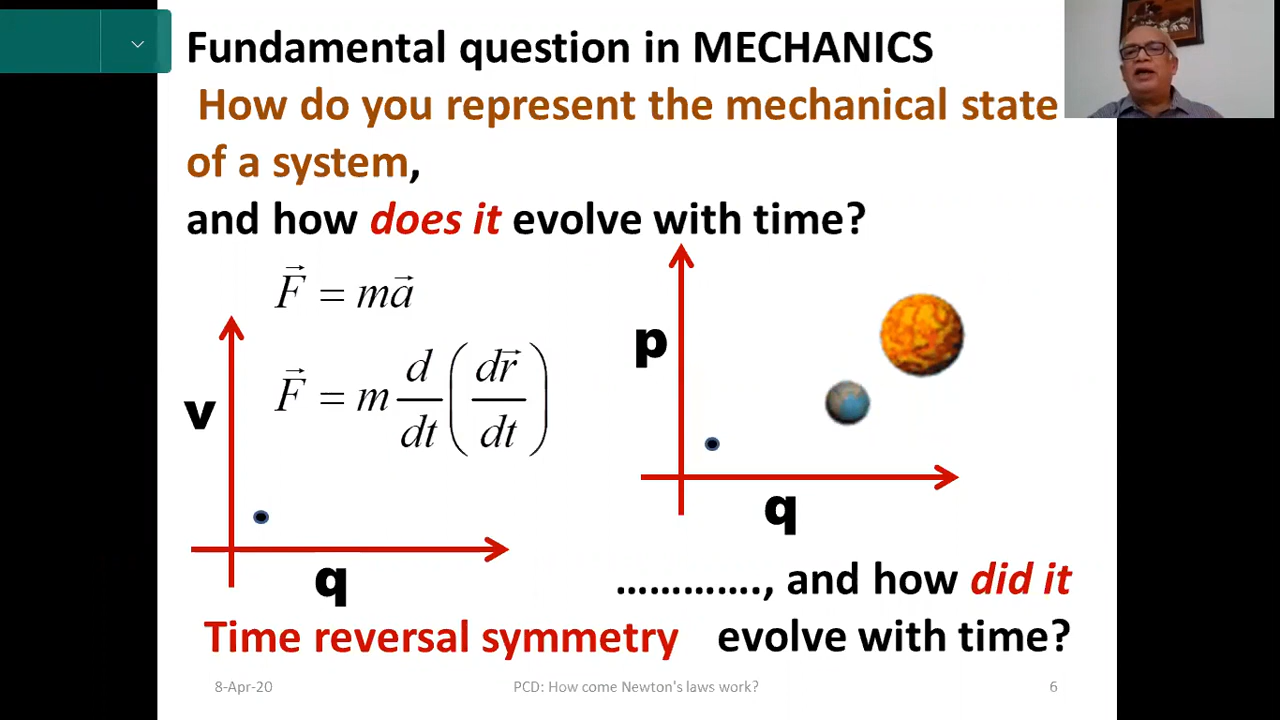 Fundamental question in MECHANICS
How do you represent the mechanical state
of a system,
and how does it evolve with time?
F⃗ = ma⃗
F⃗ = m d/dt (dr⃗/dt)
v
q
p
q
............., and how did it
evolve with time?
Time reversal symmetry
8-Apr-20
PCD: How come Newton's laws work?
6